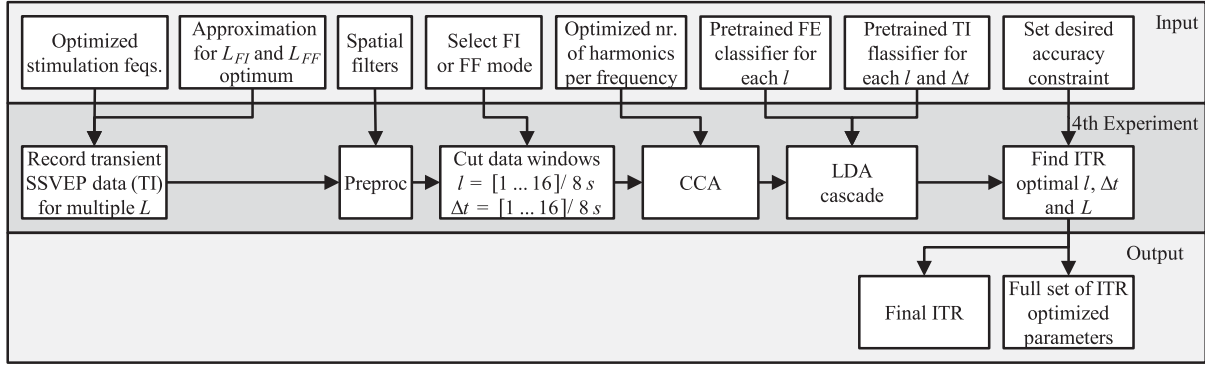 Input
Optimized
stimulation feqs.
Approximation
for L_FI and L_FF
optimum
Spatial
filters
Select FI
or FF mode
Optimized nr.
of harmonics
per frequency
Pretrained FE
classifier for
each l
Pretrained TI
flassifier for
each l and Δt
Set desired
accuracy
constraint
4th Experiment
Record transient
SSVEP data (TI)
for multiple L
Preproc
Cut data windows
l = [1 ... 16]/ 8 s
Δt = [1 ... 16]/ 8 s
CCA
LDA
cascade
Find ITR
optimal l, Δt
and L
Output
Final ITR
Full set of ITR
optimized
parameters